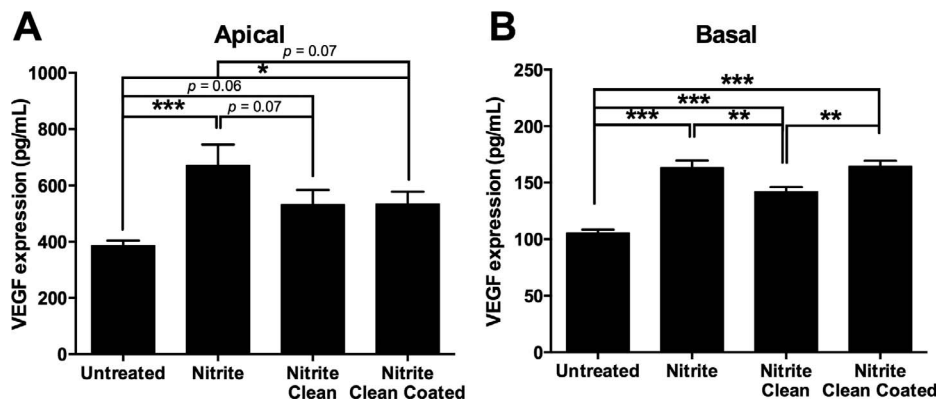 A
Apical
p = 0.07
*
p = 0.06
*** p = 0.07
VEGF expression (pg/mL)
1000
800
600
400
200
0
Untreated
Nitrite
Nitrite
Clean
Nitrite
Clean Coated
B
Basal
***
***
*** ** **
VEGF expression (pg/mL)
250
200
150
100
50
0
Untreated
Nitrite
Nitrite
Clean
Nitrite
Clean Coated